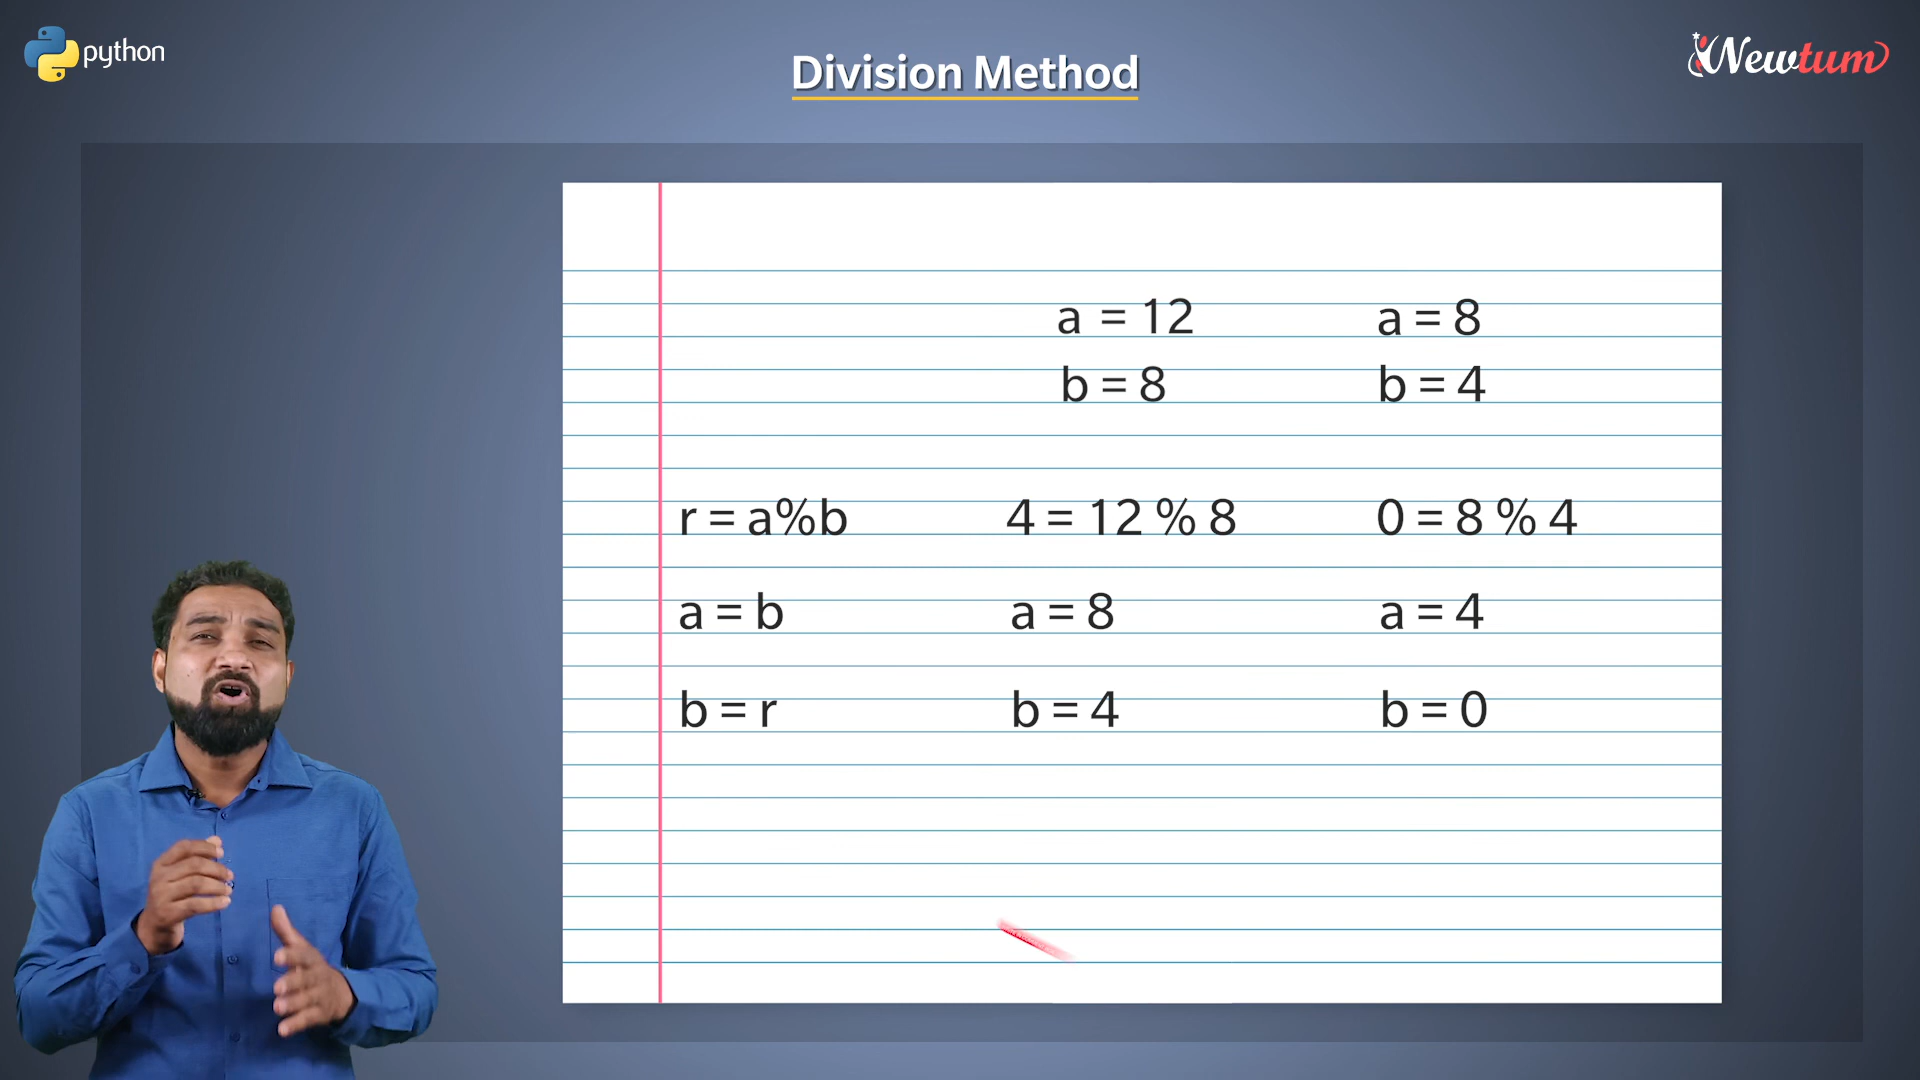 python
Division Method
Newtum
a = 12 a = 8
b = 8 b = 4
r = a%b 4 = 12 % 8 0 = 8 % 4
a = b a = 8 a = 4
b = r b = 4 b = 0